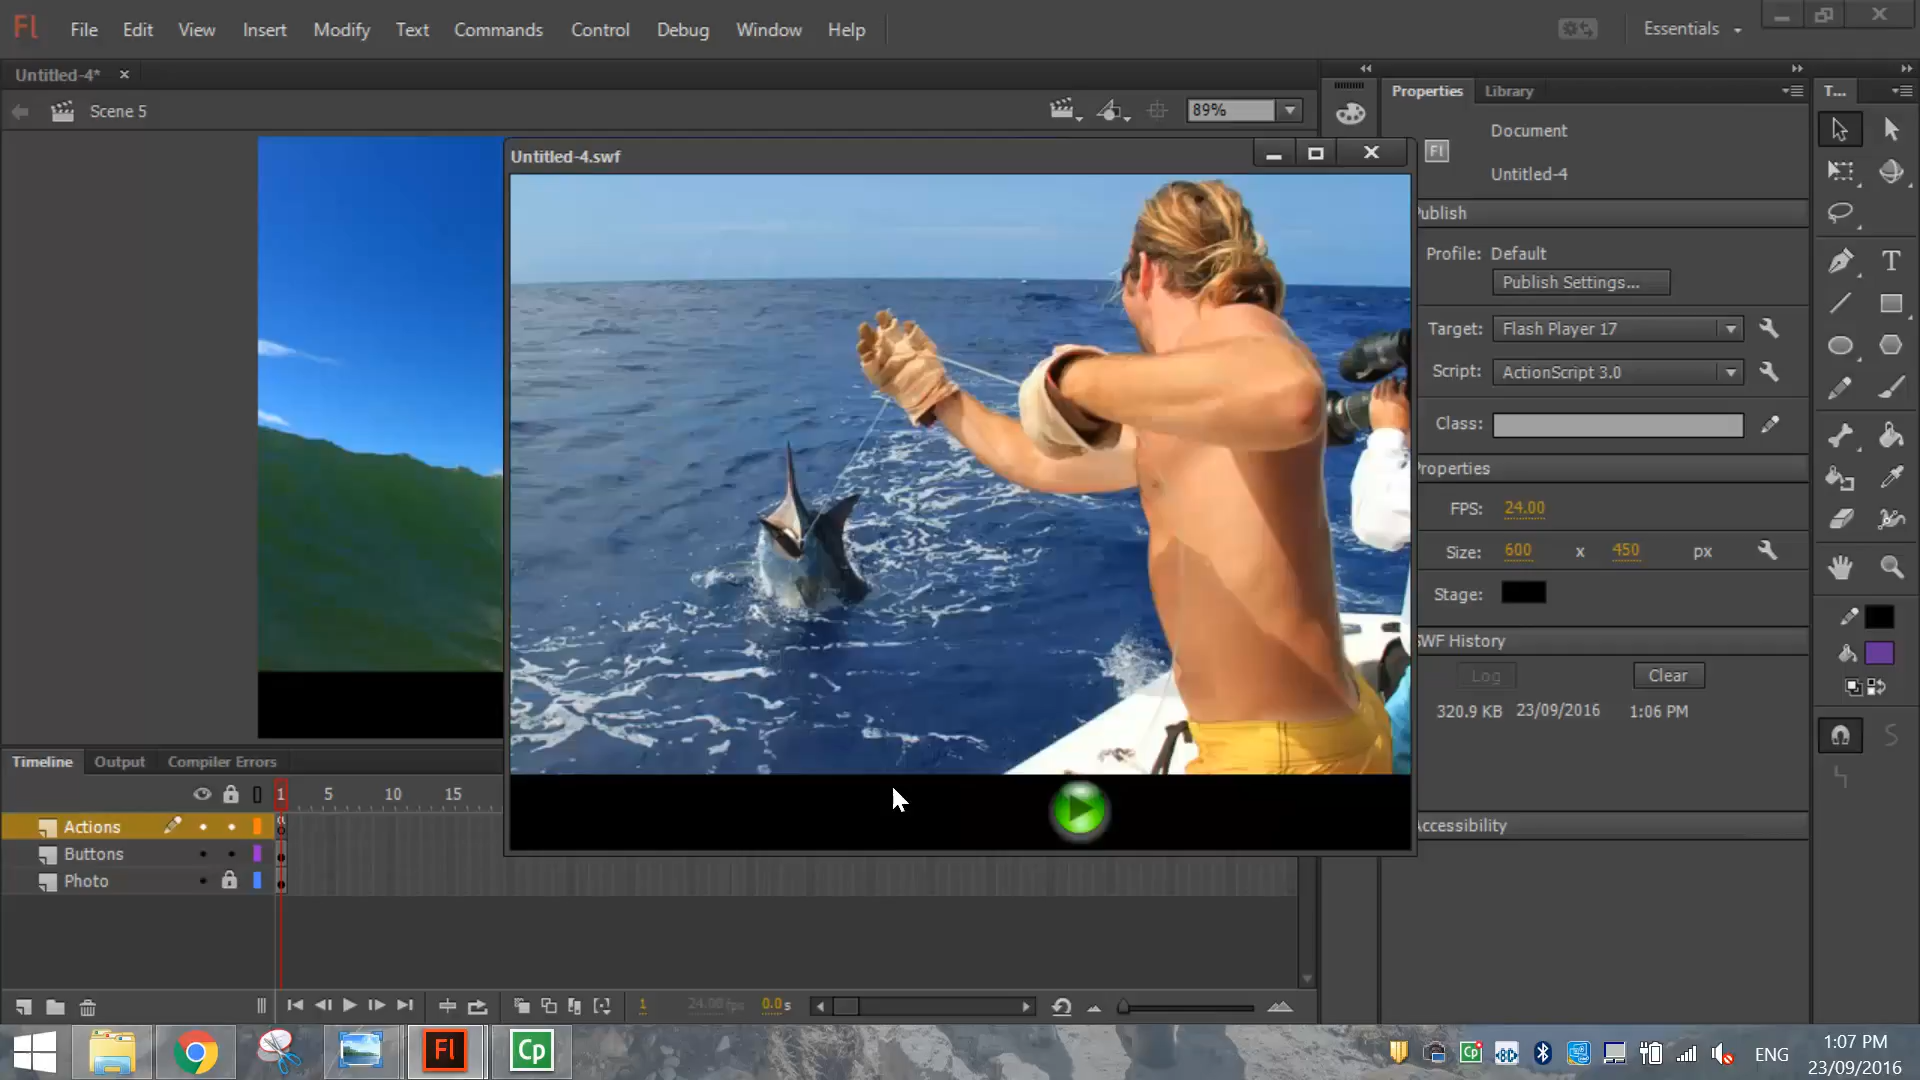 Fl File Edit View Insert Modify Text Commands Control Debug Window Help Essentials
Untitled-4*
Scene 5
89%
Properties Library
T...
Untitled-4.swf
Fl
Document
Untitled-4
Publish
Profile: Default
Publish Settings...
Target: Flash Player 17
Script: ActionScript 3.0
Class:
Properties
FPS: 24.00
Size: 600 x 450 px
Stage:
SWF History
Log Clear
320.9 KB 23/09/2016 1:06 PM
Accessibility
Timeline Output Compiler Errors
1 5 10 15
Actions
Buttons
Photo
1 24.00 fps 0.0 s
Fl Cp ENG
1:07 PM
23/09/2016